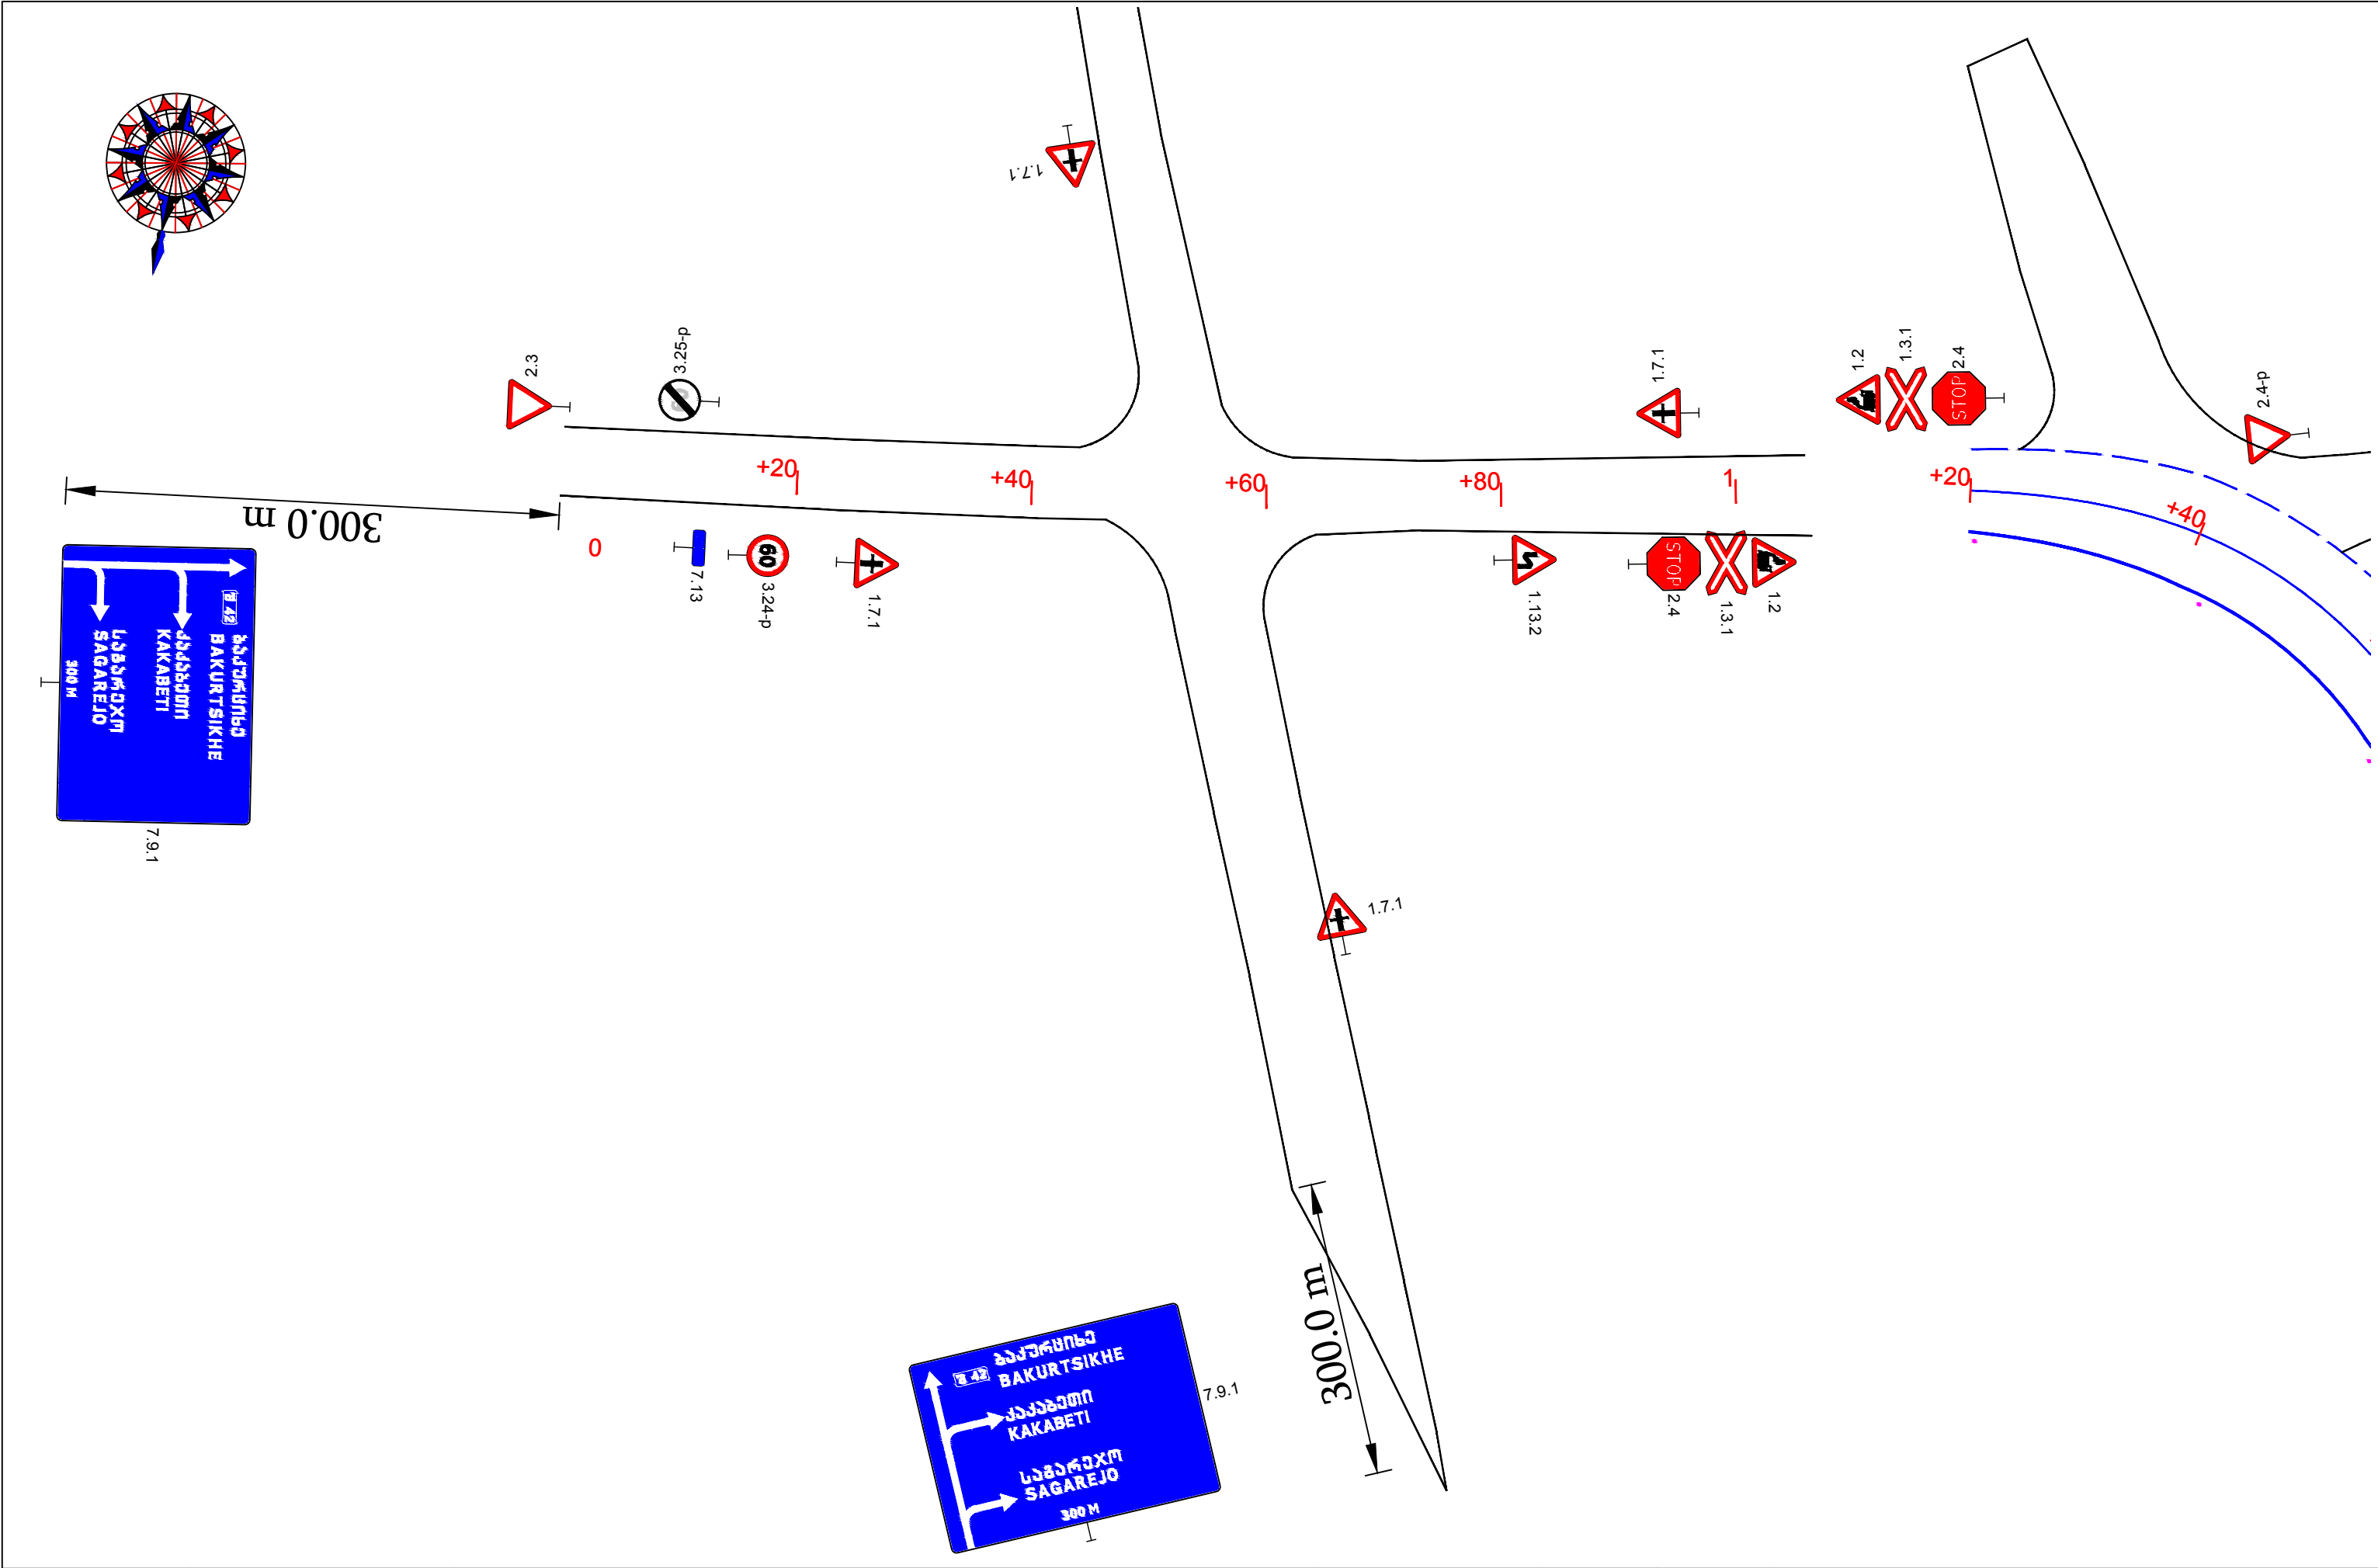 1.7.1
2.3
3.25-p
1.7.1
1.2
1.3.1
2.4
STOP
2.4-p
+20
+40
+60
+80
1
+20
+40
0
300.0 m
7.13
60
3.24-p
1.7.1
1.13.2
STOP
2.4
1.3.1
1.2
ბაკურციხე
BAKURTSIKHE
კაკაბეთი
KAKABETI
საგარეჯო
SAGAREJO
300 M
7.9.1
1.7.1
300.0 m
ბაკურციხე
BAKURTSIKHE
კაკაბეთი
KAKABETI
საგარეჯო
SAGAREJO
300 M
7.9.1